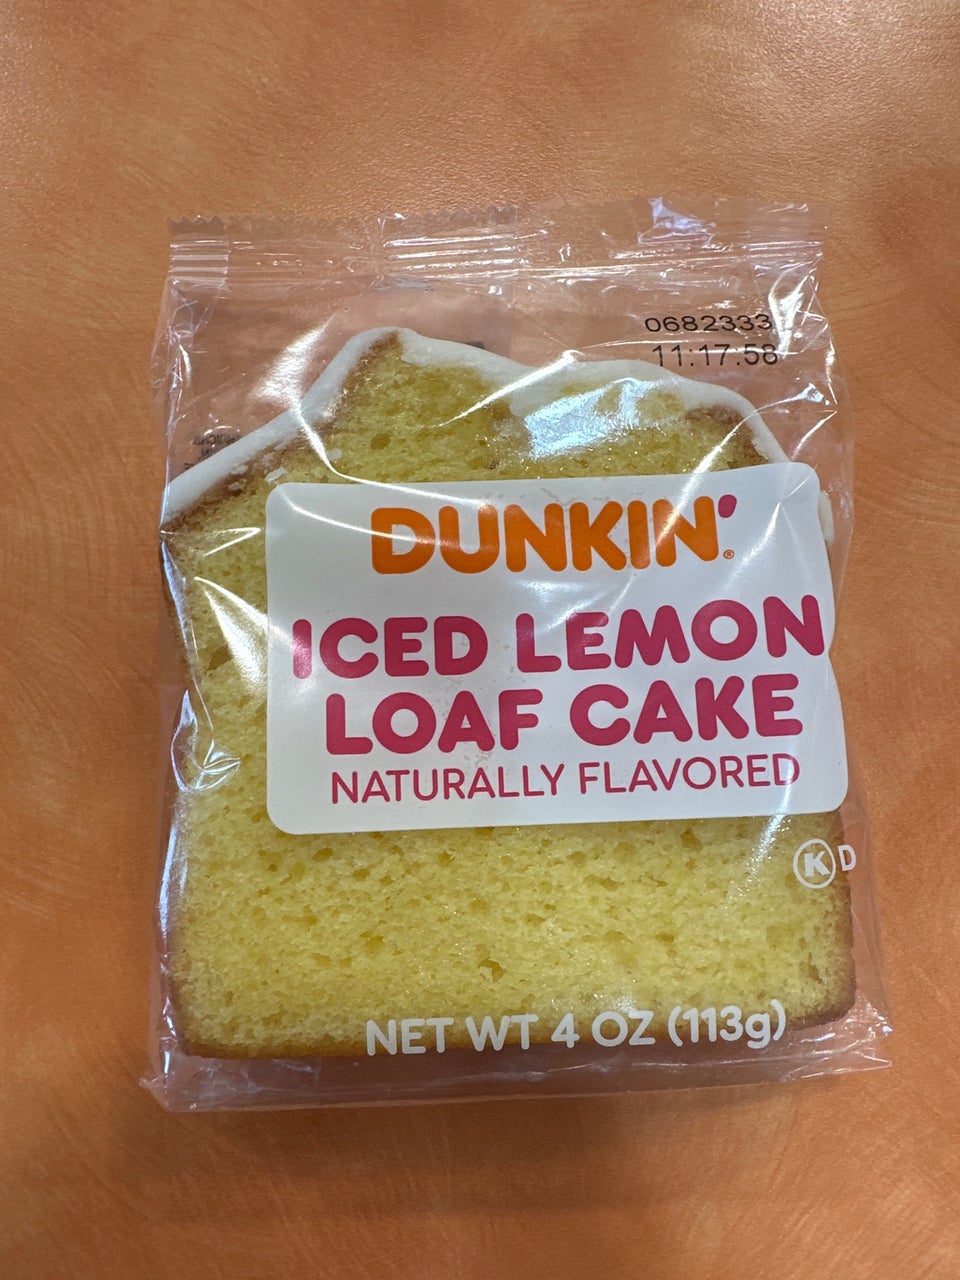 0682333
11:17:58
DUNKIN'®
ICED LEMON
LOAF CAKE
NATURALLY FLAVORED
K D
NET WT 4 OZ (113g)